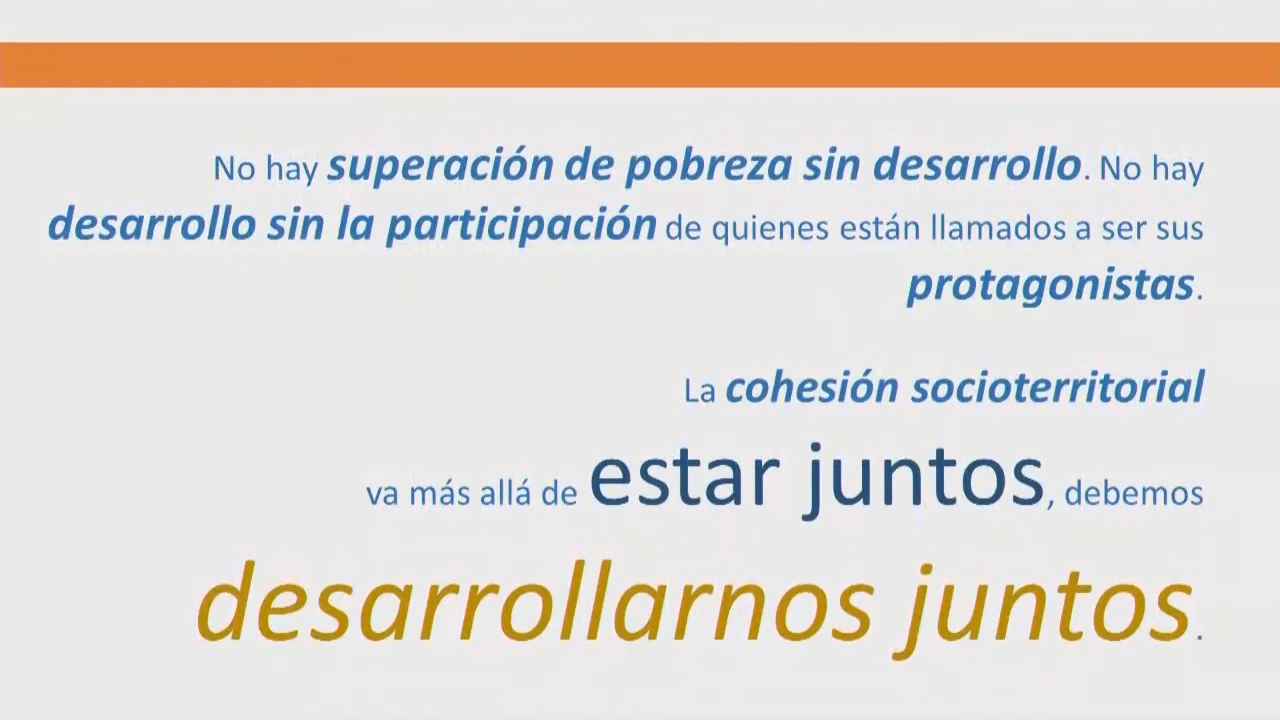 No hay superación de pobreza sin desarrollo. No hay
desarrollo sin la participación de quienes están llamados a ser sus
protagonistas.
La cohesión socioterritorial
va más allá de estar juntos, debemos
desarrollarnos juntos.